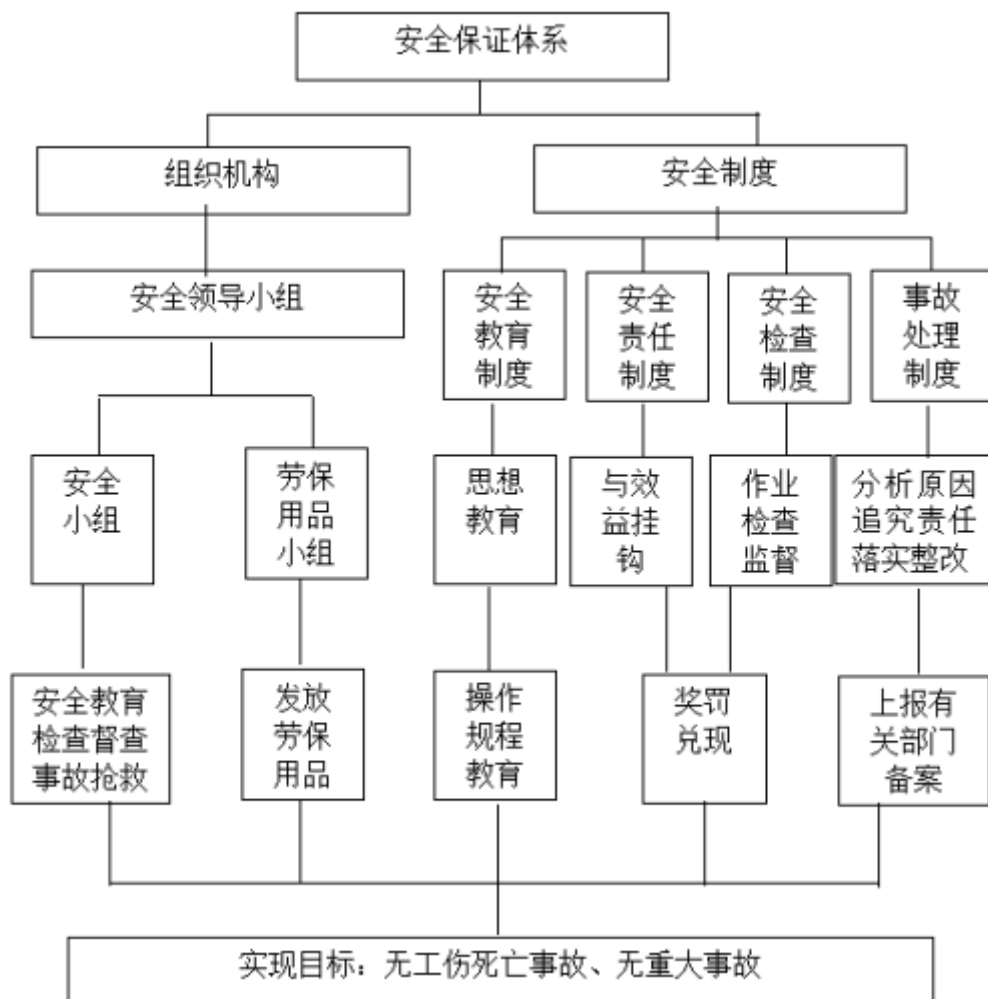 安全保证体系
组织机构
安全制度
安全领导小组
安全
教育
制度
安全
责任
制度
安全
检查
制度
事故
处理
制度
安全
小组
劳保
用品
小组
思想
教育
与效
益挂
钩
作业
检查
监督
分析原因
追究责任
落实整改
安全教育
检查督查
事故抢救
发放
劳保
用品
操作
规程
教育
奖罚
兑现
上报有
关部门
备案
实现目标：无工伤死亡事故、无重大事故